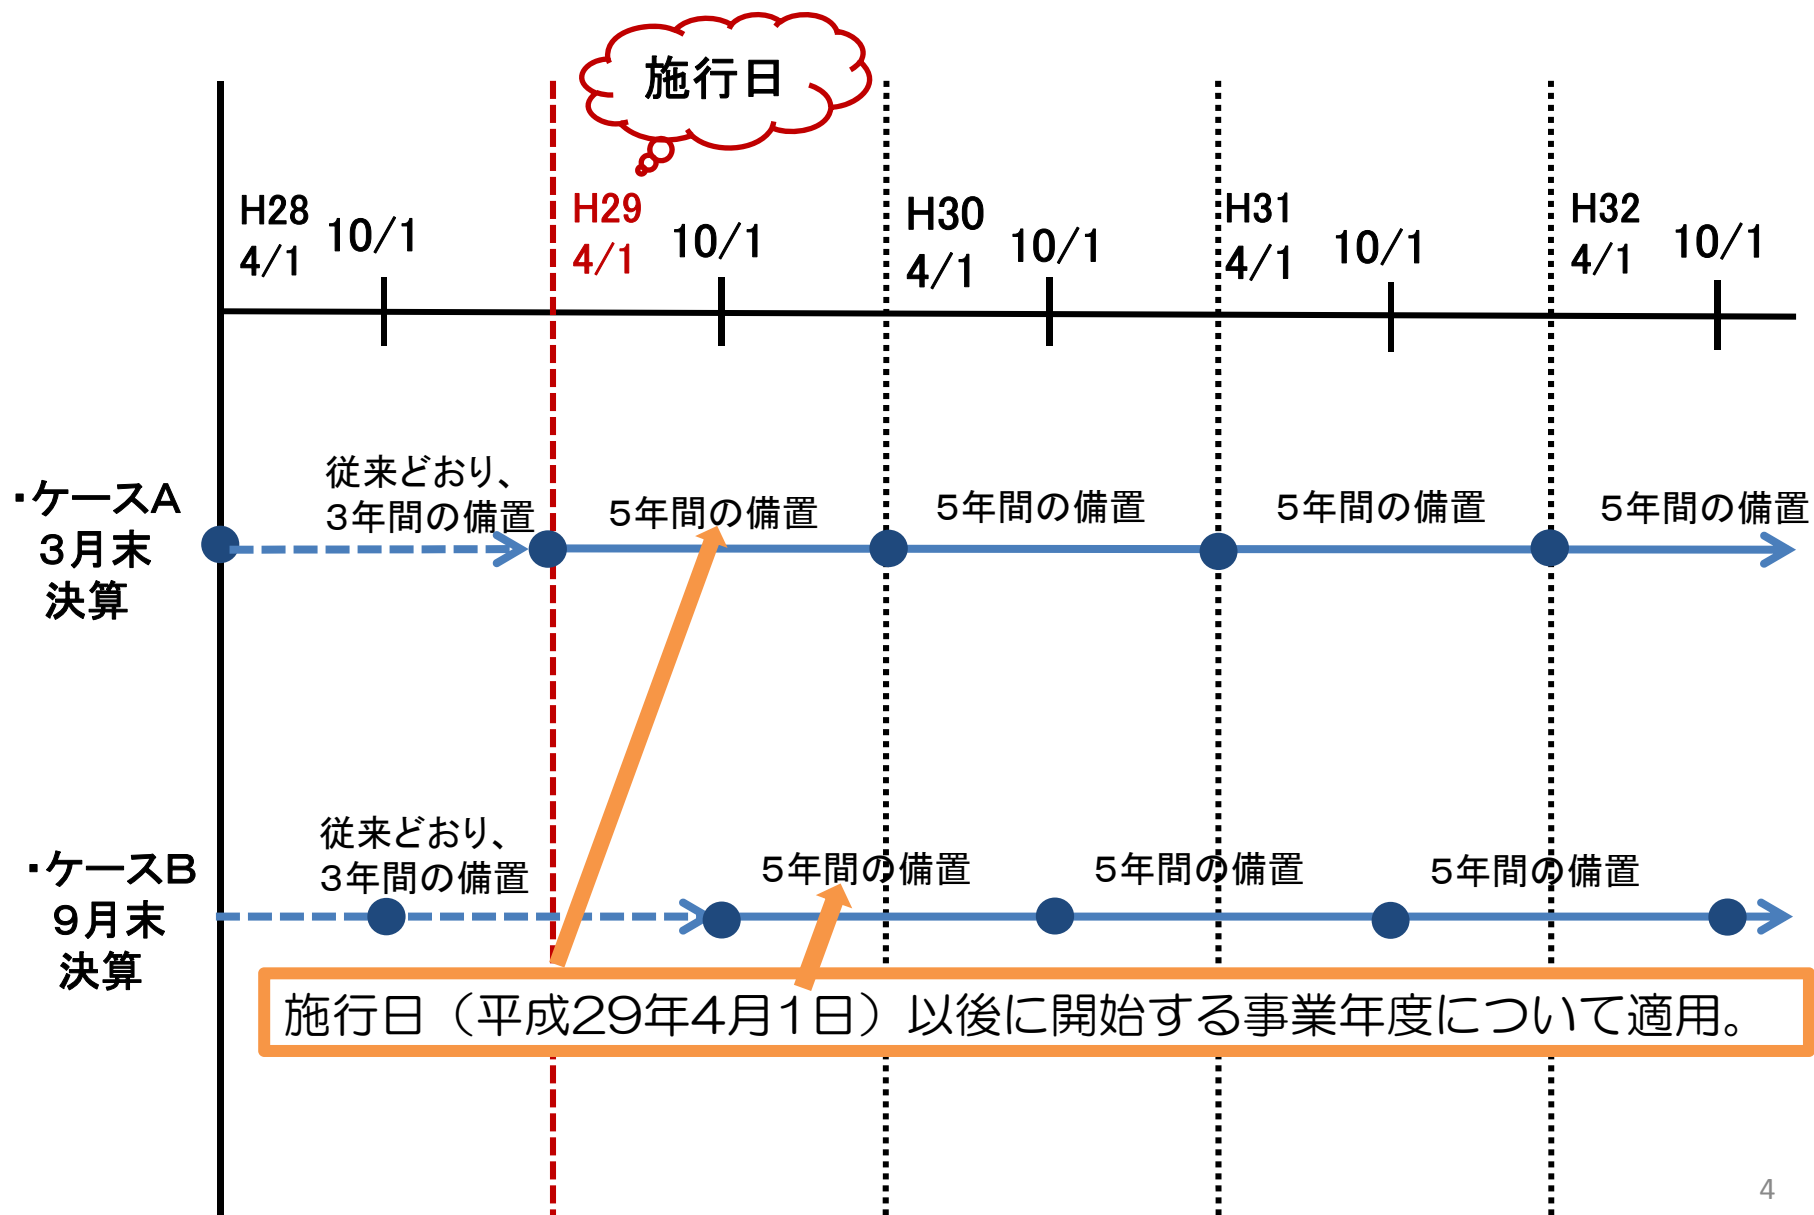 施行日
H28
4/1
10/1
H29
4/1
10/1
H30
4/1
10/1
H31
4/1
10/1
H32
4/1
10/1
・ケースA
3月末
決算
従来どおり、
3年間の備置
5年間の備置
5年間の備置
5年間の備置
5年間の備置
・ケースB
9月末
決算
従来どおり、
3年間の備置
5年間の備置
5年間の備置
5年間の備置
施行日（平成29年4月1日）以後に開始する事業年度について適用。
4